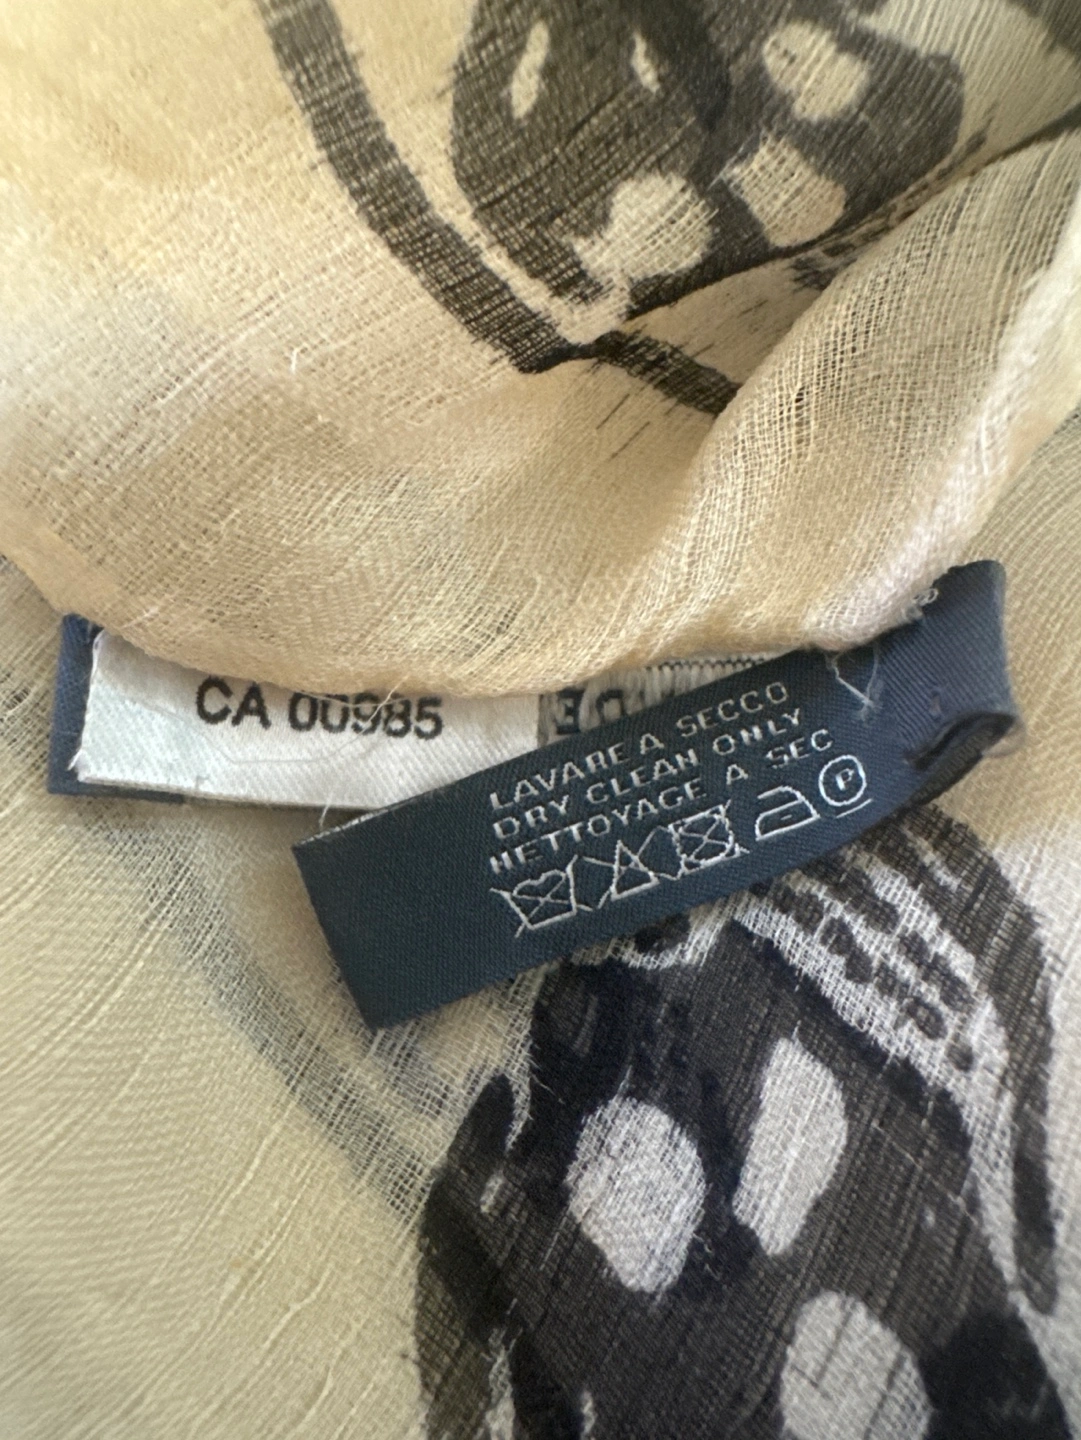 CA 00985
LAVARE A SECCO
DRY CLEAN ONLY
NETTOYAGE A SEC
P